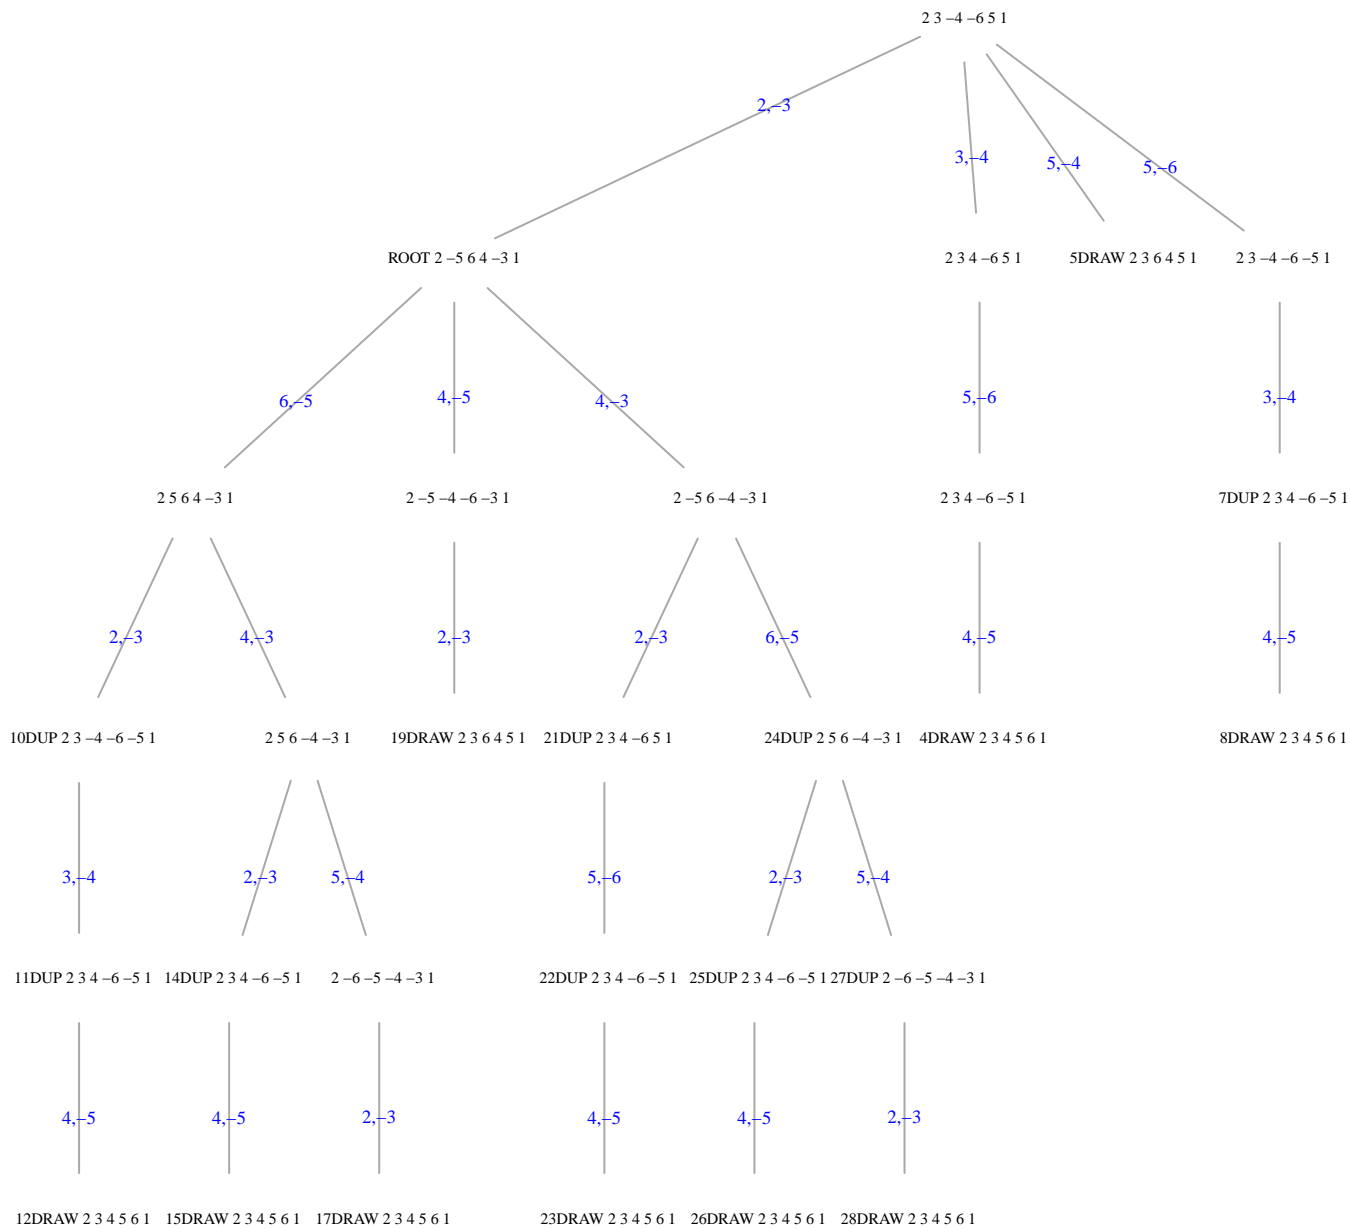 2 3 −4 −6 5 1
2,−3
3,−4
5,−4
5,−6
ROOT 2 −5 6 4 −3 1
2 3 4 −6 5 1
5DRAW 2 3 6 4 5 1
2 3 −4 −6 −5 1
6,−5
4,−5
4,−3
5,−6
3,−4
2 5 6 4 −3 1
2 −5 −4 −6 −3 1
2 −5 6 −4 −3 1
2 3 4 −6 −5 1
7DUP 2 3 4 −6 −5 1
2,−3
4,−3
2,−3
2,−3
6,−5
4,−5
4,−5
10DUP 2 3 −4 −6 −5 1
2 5 6 −4 −3 1
19DRAW 2 3 6 4 5 1
21DUP 2 3 4 −6 5 1
24DUP 2 5 6 −4 −3 1
4DRAW 2 3 4 5 6 1
8DRAW 2 3 4 5 6 1
3,−4
2,−3
5,−4
5,−6
2,−3
5,−4
11DUP 2 3 4 −6 −5 1
14DUP 2 3 4 −6 −5 1
2 −6 −5 −4 −3 1
22DUP 2 3 4 −6 −5 1
25DUP 2 3 4 −6 −5 1
27DUP 2 −6 −5 −4 −3 1
4,−5
4,−5
2,−3
4,−5
4,−5
2,−3
12DRAW 2 3 4 5 6 1
15DRAW 2 3 4 5 6 1
17DRAW 2 3 4 5 6 1
23DRAW 2 3 4 5 6 1
26DRAW 2 3 4 5 6 1
28DRAW 2 3 4 5 6 1